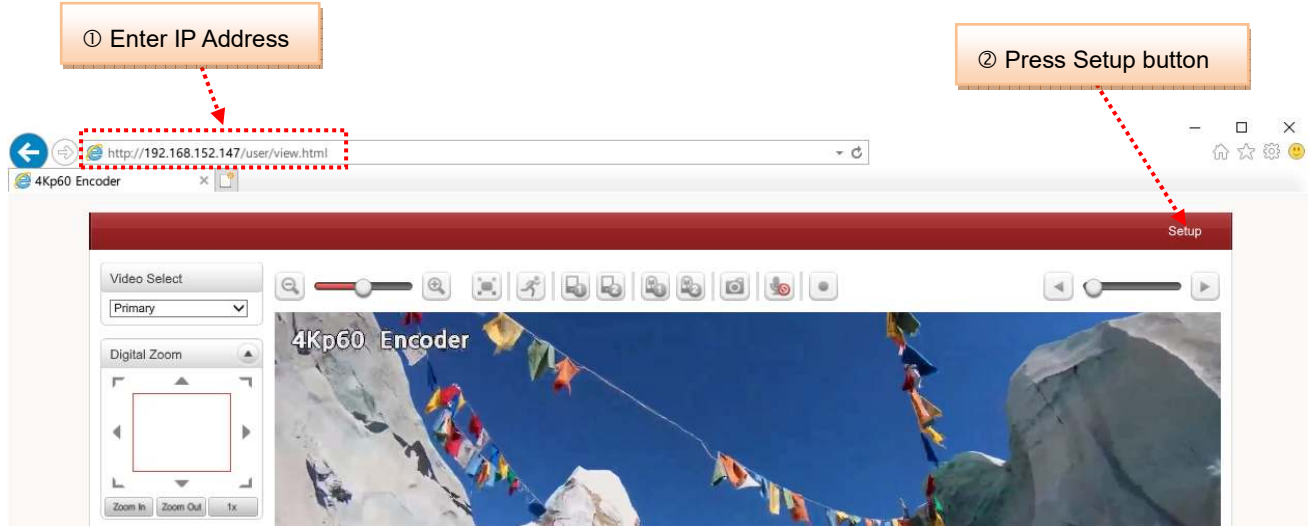 ① Enter IP Address
② Press Setup button
http://192.168.152.147/user/view.html
4Kp60 Encoder
Setup
Video Select
Primary
Digital Zoom
Zoom In Zoom Out 1x
4Kp60 Encoder